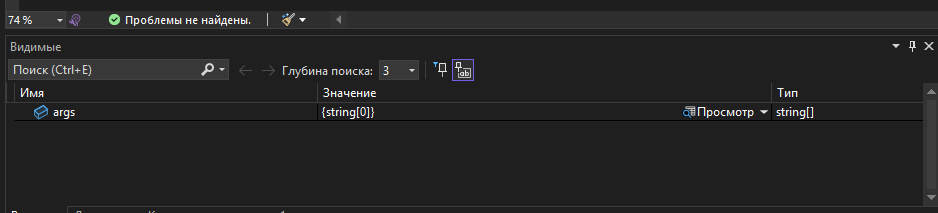 74 %
Проблемы не найдены.
Видимые
Поиск (Ctrl+E)
Глубина поиска: 3
Имя Значение Тип
args {string[0]} Просмотр string[]